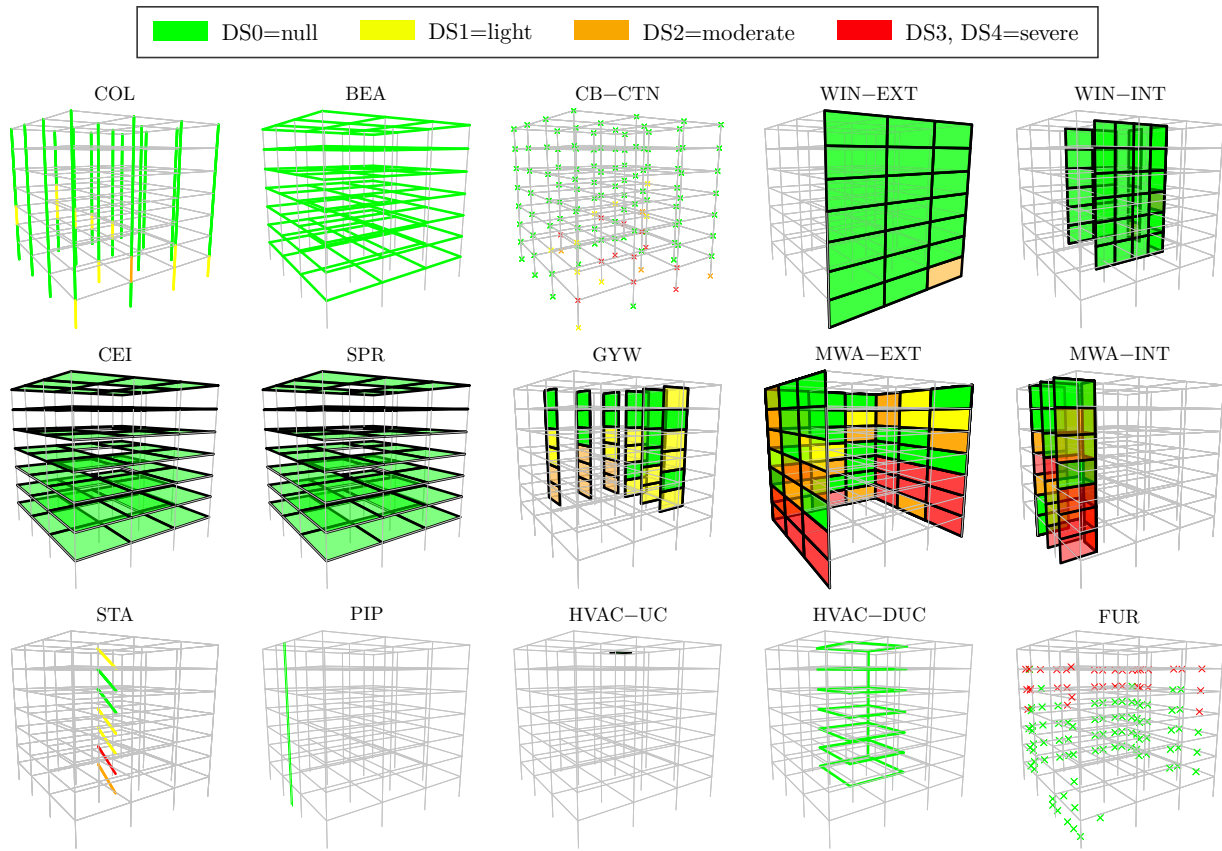 DS0=null DS1=light DS2=moderate DS3, DS4=severe
COL BEA CB−CTN WIN−EXT WIN−INT
CEI SPR GYW MWA−EXT MWA−INT
STA PIP HVAC−UC HVAC−DUC FUR